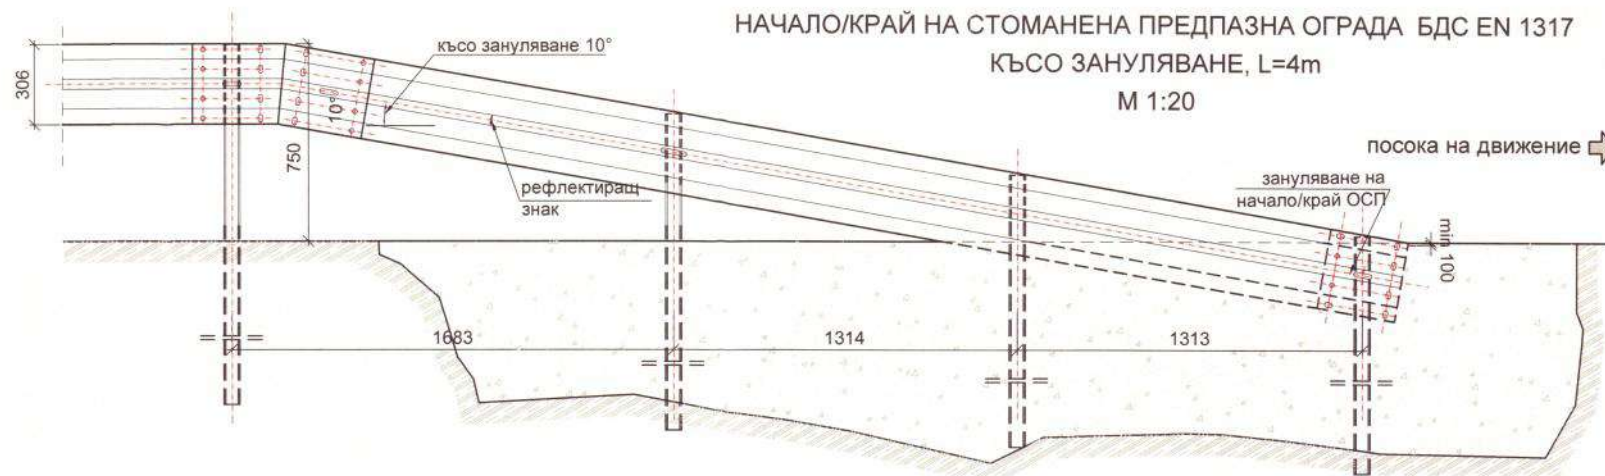 НАЧАЛО/КРАЙ НА СТОМАНЕНА ПРЕДПАЗНА ОГРАДА БДС EN 1317
КЪСО ЗАНУЛЯВАНЕ, L=4m
М 1:20
късо зануляване 10°
306
10°
750
рефлектиращ
знак
посока на движение
зануляване на
начало/край ОСП
min 100
1683
1314
1313